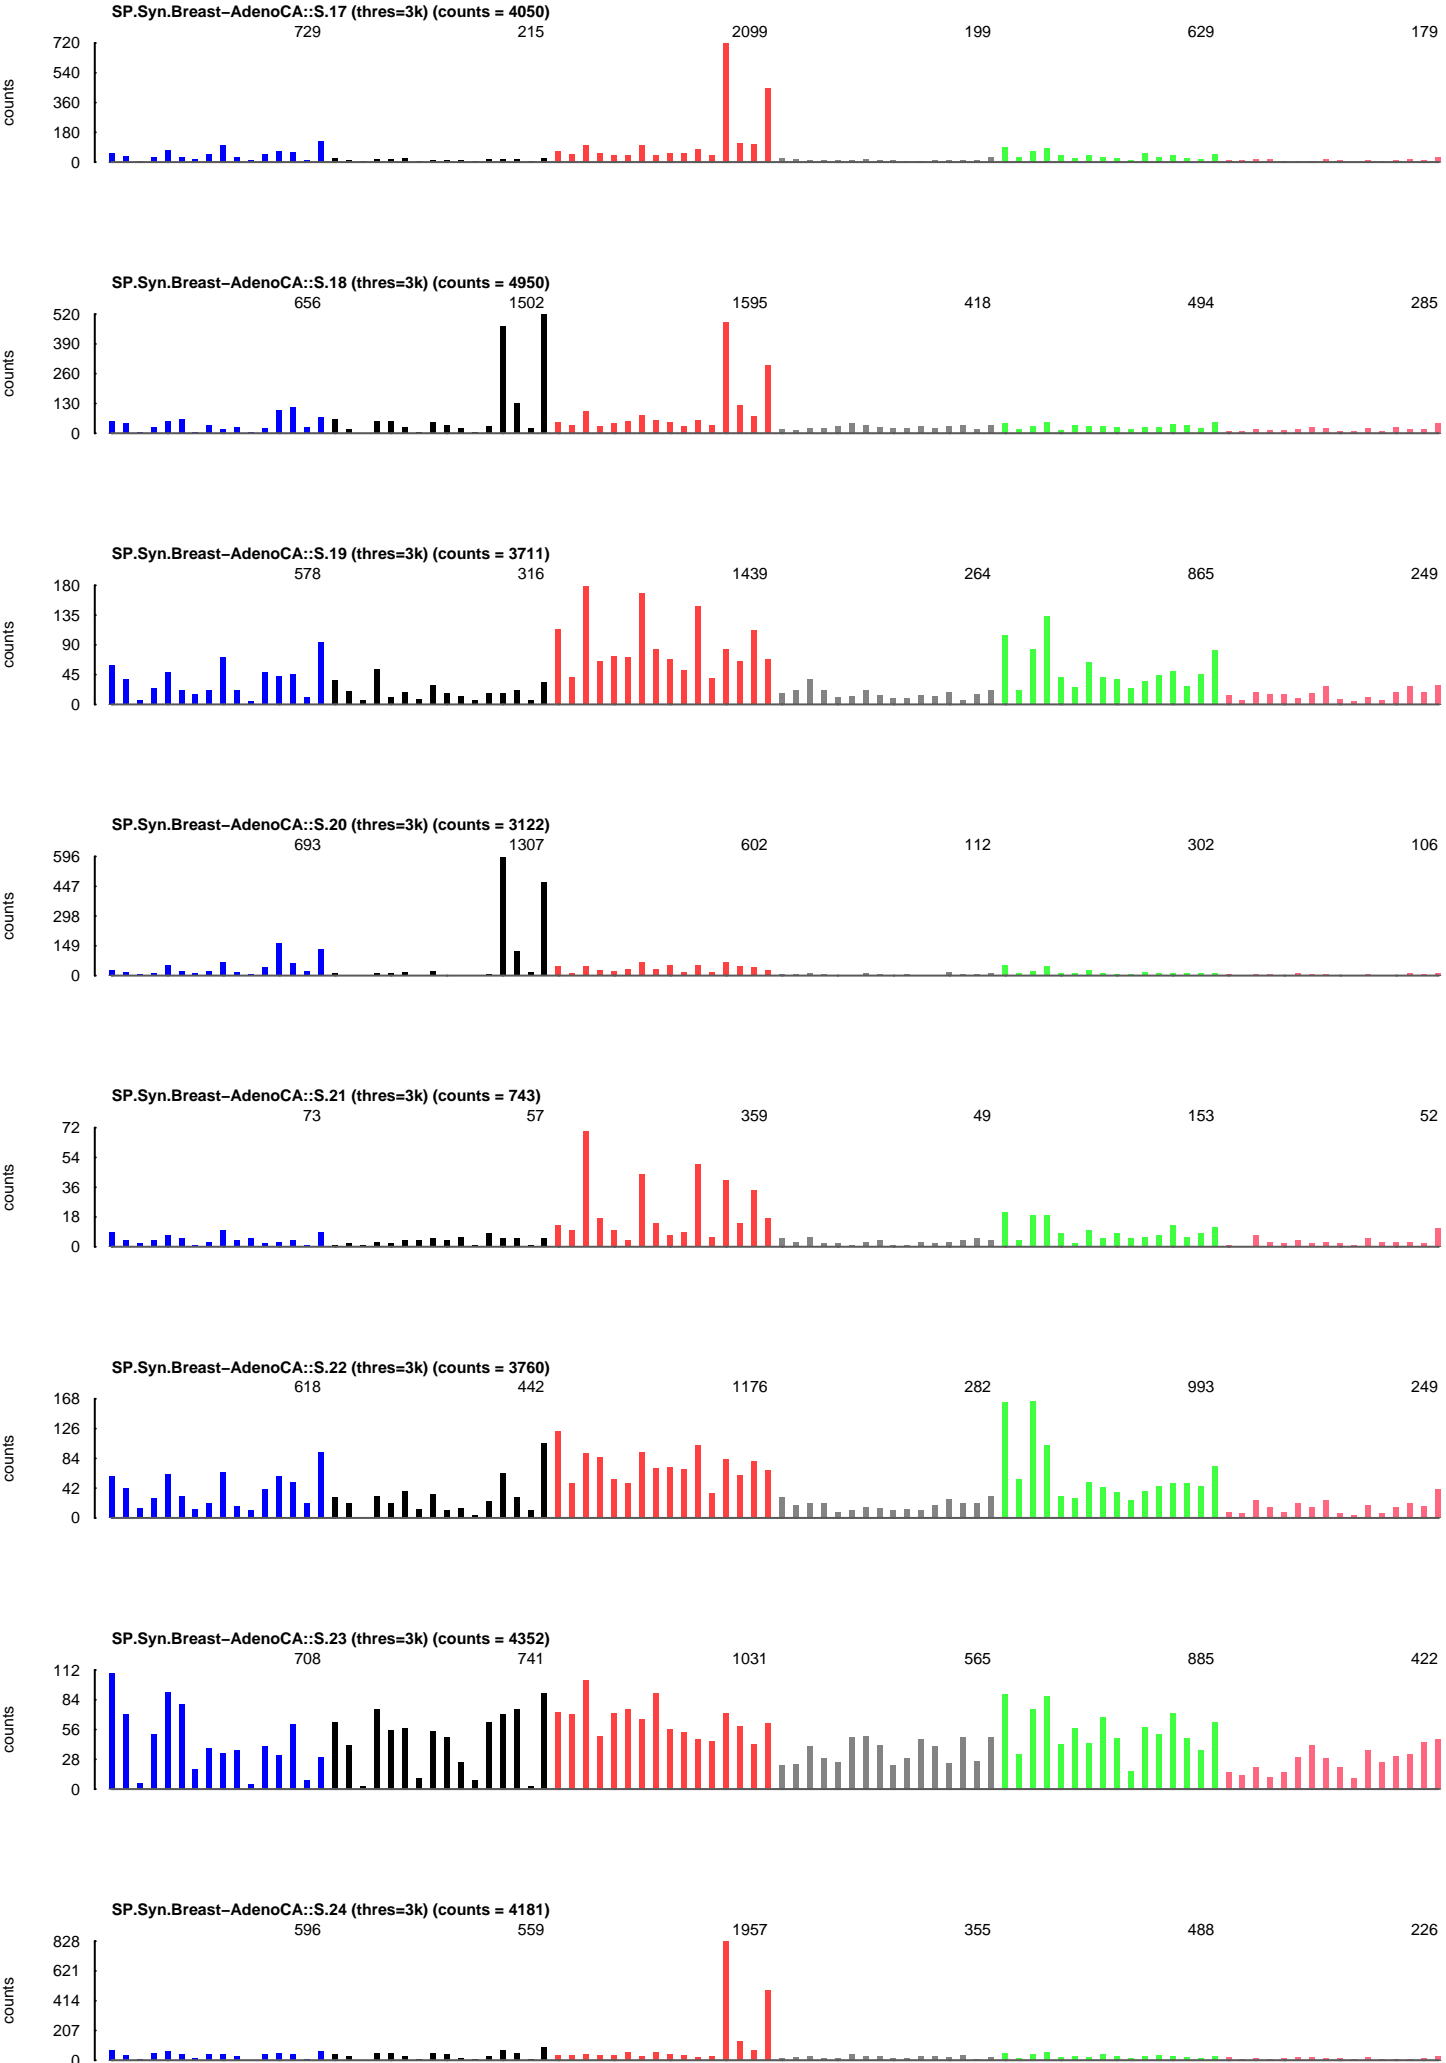 SP.Syn.Breast–AdenoCA::S.17 (thres=3k) (counts = 4050)
729 215 2099 199 629 179
720
540
360
180
0
counts
SP.Syn.Breast–AdenoCA::S.18 (thres=3k) (counts = 4950)
656 1502 1595 418 494 285
520
390
260
130
0
counts
SP.Syn.Breast–AdenoCA::S.19 (thres=3k) (counts = 3711)
578 316 1439 264 865 249
180
135
90
45
0
counts
SP.Syn.Breast–AdenoCA::S.20 (thres=3k) (counts = 3122)
693 1307 602 112 302 106
596
447
298
149
0
counts
SP.Syn.Breast–AdenoCA::S.21 (thres=3k) (counts = 743)
73 57 359 49 153 52
72
54
36
18
0
counts
SP.Syn.Breast–AdenoCA::S.22 (thres=3k) (counts = 3760)
618 442 1176 282 993 249
168
126
84
42
0
counts
SP.Syn.Breast–AdenoCA::S.23 (thres=3k) (counts = 4352)
708 741 1031 565 885 422
112
84
56
28
0
counts
SP.Syn.Breast–AdenoCA::S.24 (thres=3k) (counts = 4181)
596 559 1957 355 488 226
828
621
414
207
0
counts